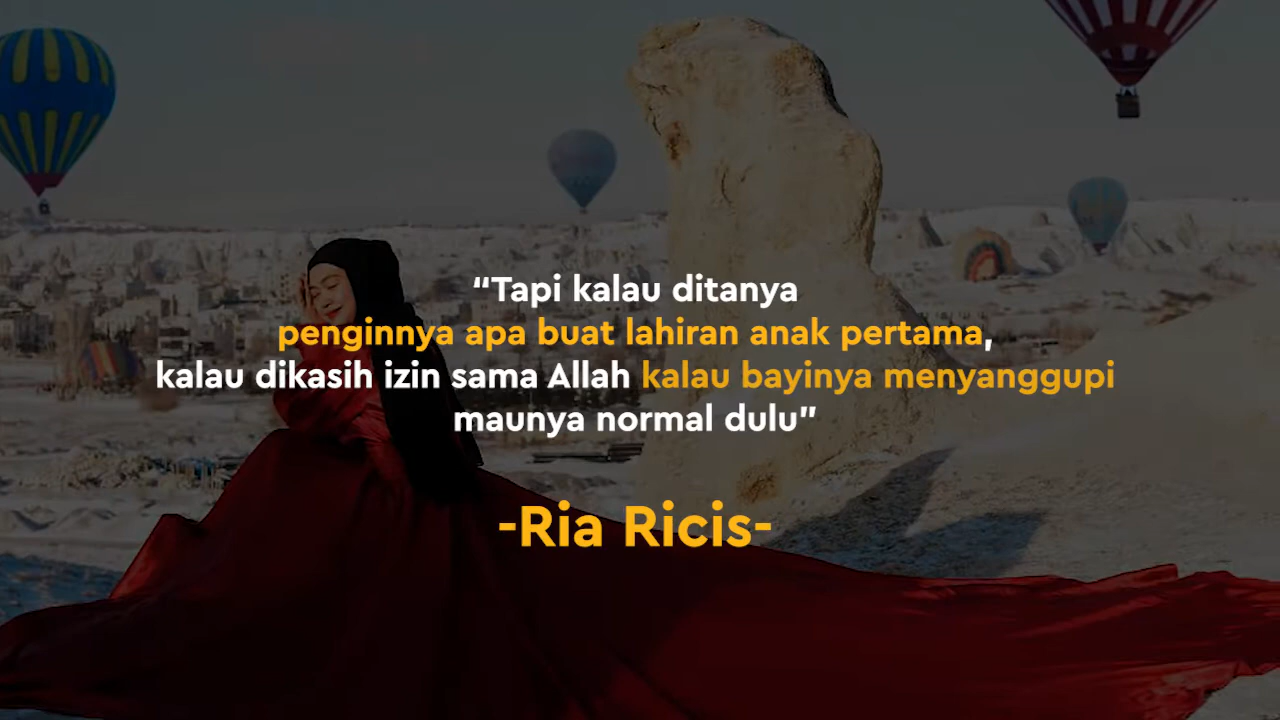 “Tapi kalau ditanya
penginnya apa buat lahiran anak pertama,
kalau dikasih izin sama Allah kalau bayinya menyanggupi
maunya normal dulu”
-Ria Ricis-